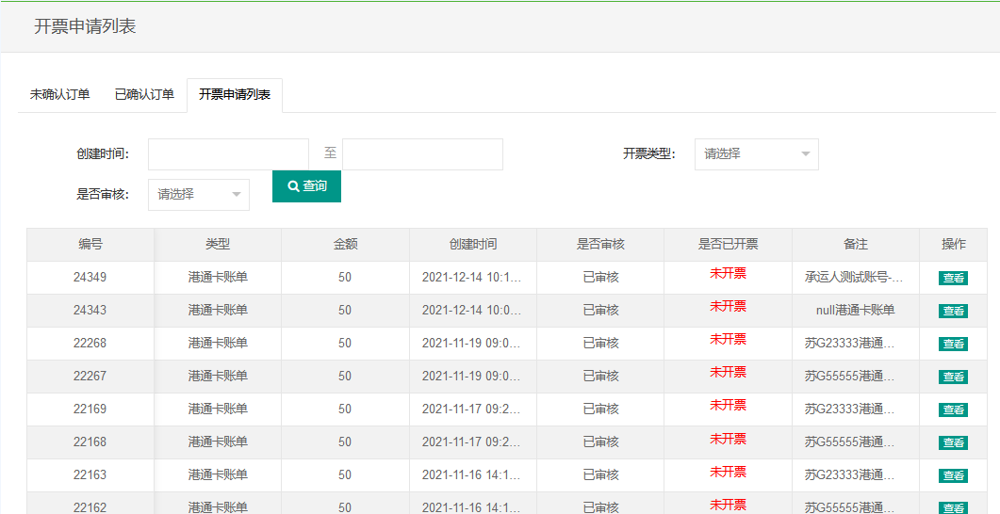 开票申请列表
未确认订单 已确认订单 开票申请列表
创建时间： 至 开票类型： 请选择
是否审核： 请选择 查询
编号 类型 金额 创建时间 是否审核 是否已开票 备注 操作
24349 港通卡账单 50 2021-12-14 10:1... 已审核 未开票 承运人测试账号-... 查看
24343 港通卡账单 50 2021-12-14 10:0... 已审核 未开票 null港通卡账单 查看
22268 港通卡账单 50 2021-11-19 09:0... 已审核 未开票 苏G23333港通... 查看
22267 港通卡账单 50 2021-11-19 09:0... 已审核 未开票 苏G55555港通... 查看
22169 港通卡账单 50 2021-11-17 09:2... 已审核 未开票 苏G23333港通... 查看
22168 港通卡账单 50 2021-11-17 09:2... 已审核 未开票 苏G55555港通... 查看
22163 港通卡账单 50 2021-11-16 14:1... 已审核 未开票 苏G23333港通... 查看
22162 港通卡账单 50 2021-11-16 14:1... 已审核 未开票 苏G55555港通... 查看